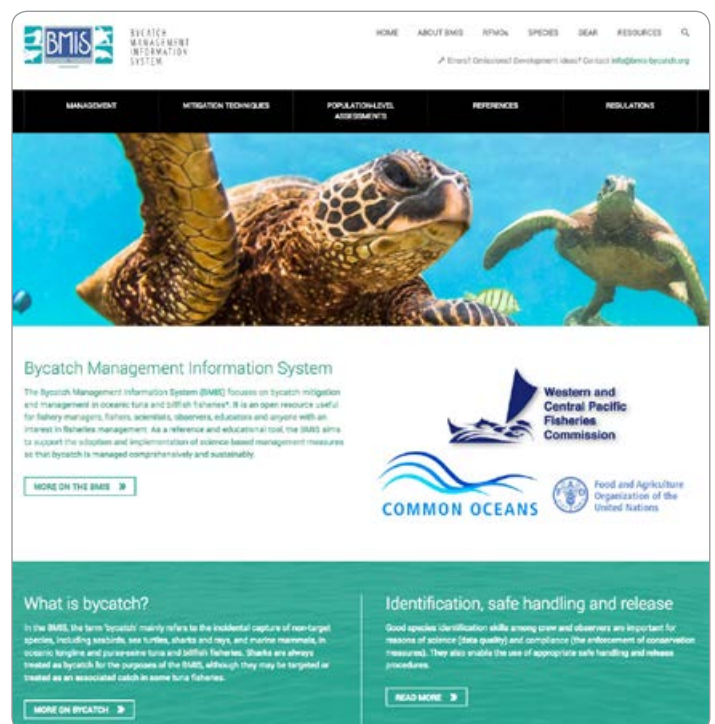 BMIS
BYCATCH
MANAGEMENT
INFORMATION
SYSTEM
HOME ABOUT BMIS RFMOs SPECIES GEAR RESOURCES
Errors? Omissions? Development ideas? Contact info@bmis-bycatch.org
MANAGEMENT MITIGATION TECHNIQUES POPULATION-LEVEL REFERENCES REGULATIONS
ASSESSMENTS
Bycatch Management Information System
The Bycatch Management Information System (BMIS) focuses on bycatch mitigation
and management in oceanic tuna and billfish fisheries*. It is an open resource useful
for fishery managers, fishers, scientists, observers, educators and anyone with an
interest in fisheries management. As a reference and educational tool, the BMIS aims
to support the adoption and implementation of science-based management measures
so that bycatch is managed comprehensively and sustainably.
MORE ON THE BMIS »
Western and
Central Pacific
Fisheries
Commission
COMMON OCEANS
Food and Agriculture
Organization of the
United Nations
What is bycatch?
In the BMIS, the term 'bycatch' mainly refers to the incidental capture of non-target
species, including seabirds, sea turtles, sharks and rays, and marine mammals, in
oceanic longline and purse-seine tuna and billfish fisheries. Sharks are always
treated as bycatch for the purposes of the BMIS, although they may be targeted or
treated as an associated catch in some tuna fisheries.
MORE ON BYCATCH »
Identification, safe handling and release
Good species identification skills among crew and observers are important for
reasons of science (data quality) and compliance (the enforcement of conservation
measures). They also enable the use of appropriate safe handling and release
procedures.
READ MORE »